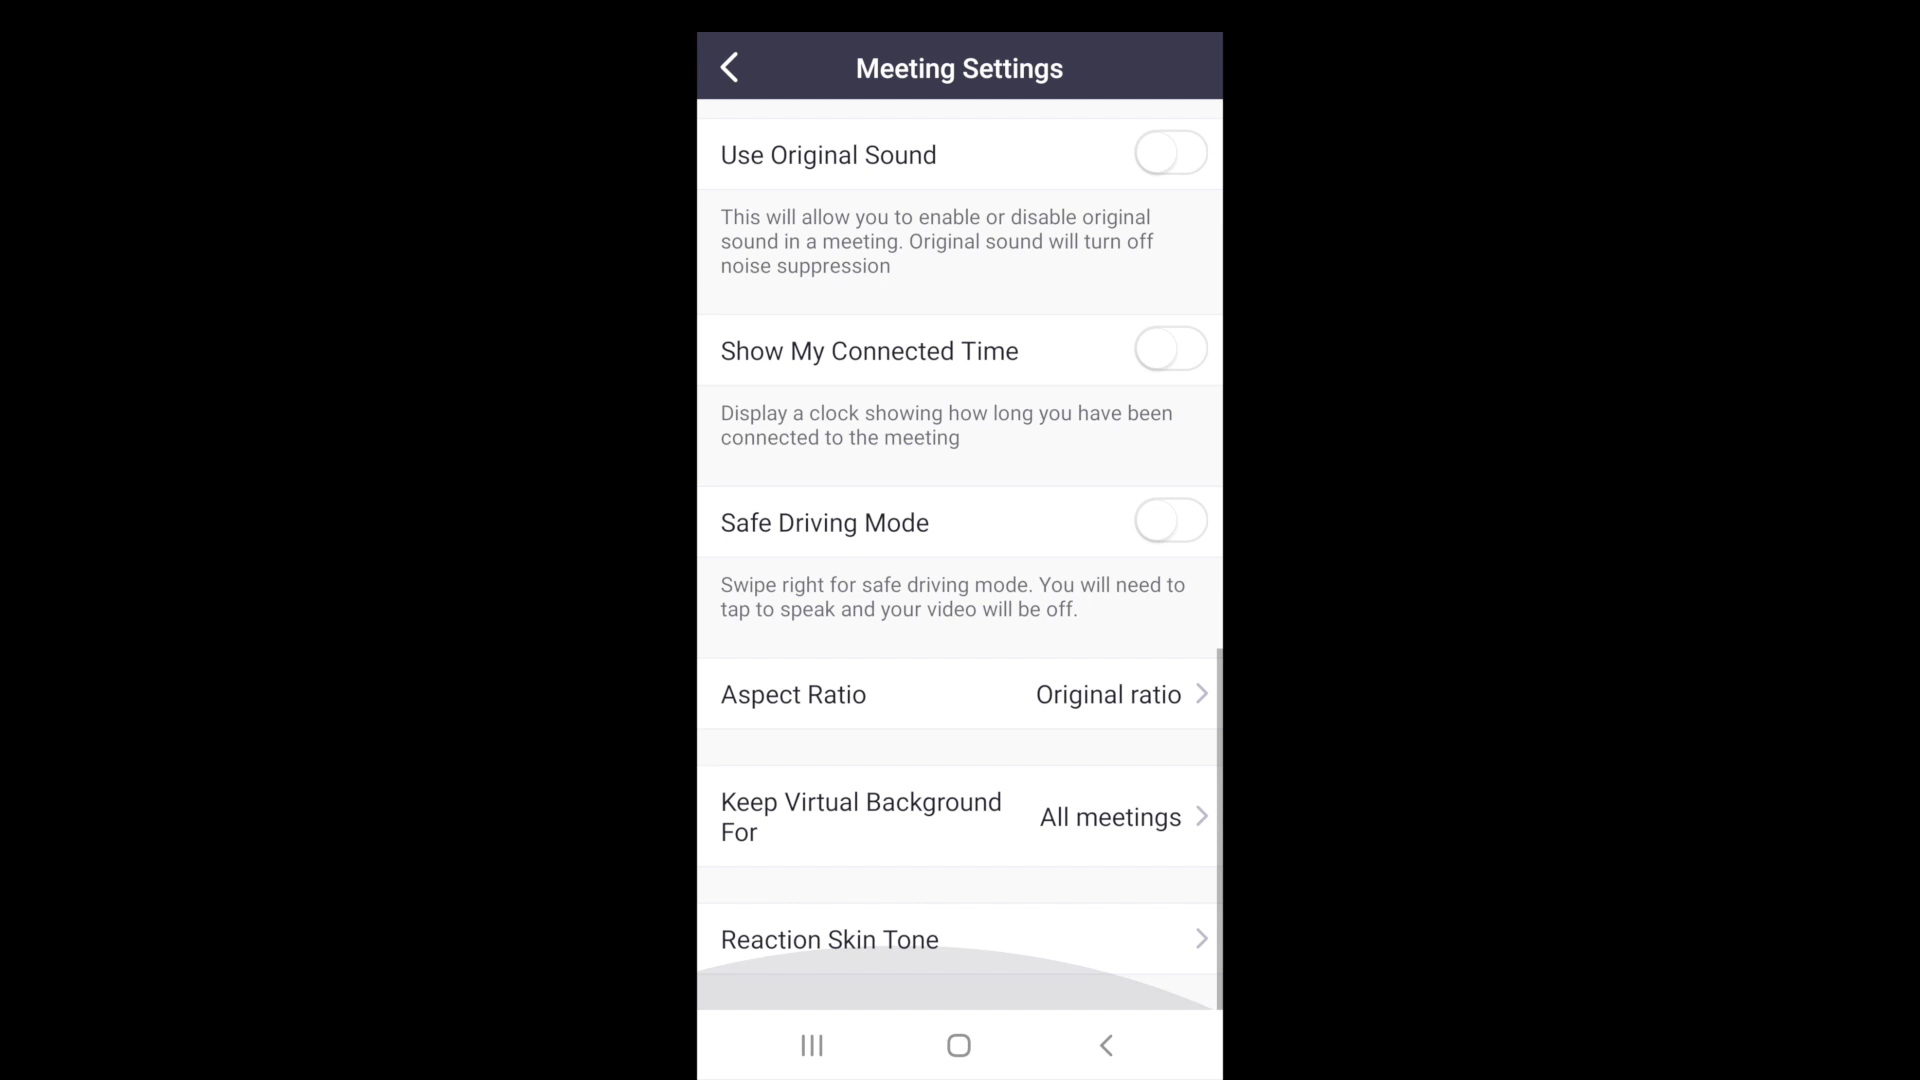 Meeting Settings
Use Original Sound
This will allow you to enable or disable original
sound in a meeting. Original sound will turn off
noise suppression
Show My Connected Time
Display a clock showing how long you have been
connected to the meeting
Safe Driving Mode
Swipe right for safe driving mode. You will need to
tap to speak and your video will be off.
Aspect Ratio Original ratio
Keep Virtual Background
For
All meetings
Reaction Skin Tone